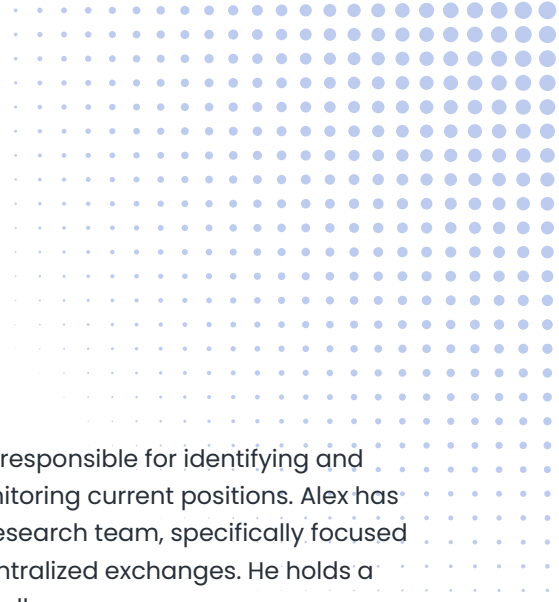 responsible for identifying and
nitoring current positions. Alex has
esearch team, specifically focused
ntralized exchanges. He holds a